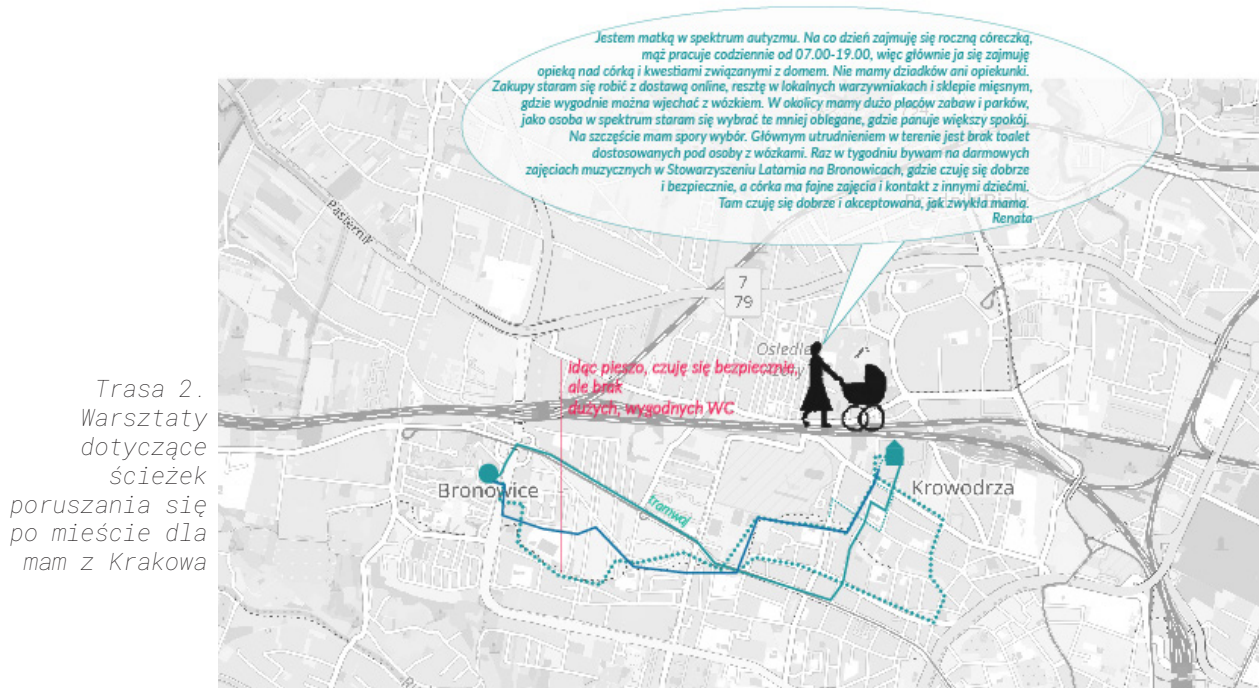 Jestem matką w spektrum autyzmu. Na co dzień zajmuję się roczną córeczką,
mąż pracuje codziennie od 07.00-19.00, więc głównie ja się zajmuję
opieką nad córką i kwestiami związanymi z domem. Nie mamy dziadków ani opiekunki.
Zakupy staram się robić z dostawą online, resztę w lokalnych warzywniakach i sklepie mięsnym,
gdzie wygodnie można wjechać z wózkiem. W okolicy mamy dużo placów zabaw i parków,
jako osoba w spektrum staram się wybrać te mniej oblegane, gdzie panuje większy spokój.
Na szczęście mam spory wybór. Głównym utrudnieniem w terenie jest brak toalet
dostosowanych pod osoby z wózkami. Raz w tygodniu bywam na darmowych
zajęciach muzycznych w Stowarzyszeniu Latarnia na Bronowicach, gdzie czuję się dobrze
i bezpiecznie, a córka ma fajne zajęcia i kontakt z innymi dziećmi.
Tam czuję się dobrze i akceptowana, jak zwykła mama.
Renata
Pasternik
7
79
Osiedle
idąc pieszo, czuję się bezpiecznie,
ale brak
dużych, wygodnych WC
Trasa 2.
Warsztaty
dotyczące
ścieżek
poruszania się
po mieście dla
mam z Krakowa
Bronowice
tramwaj
Krowodrza